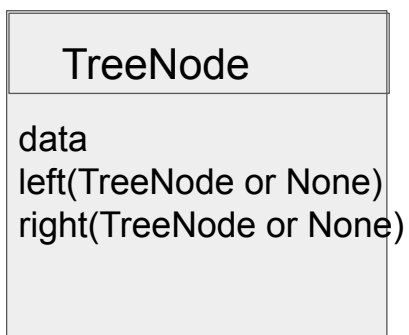 TreeNode
data
left(TreeNode or None)
right(TreeNode or None)